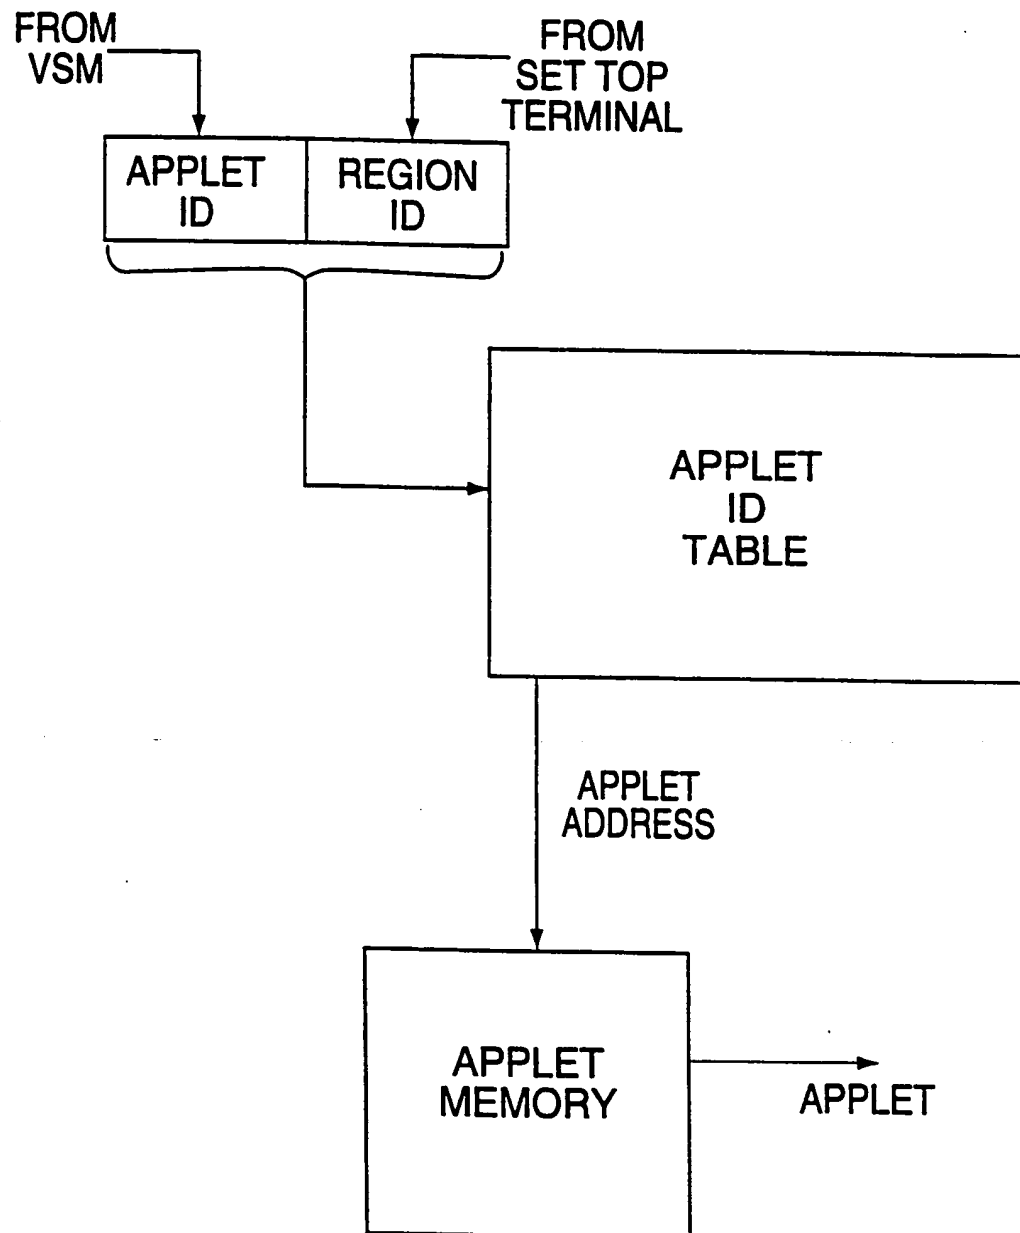 FROM
VSM
FROM
SET TOP
TERMINAL
APPLET
ID
REGION
ID
APPLET
ID
TABLE
APPLET
ADDRESS
APPLET
MEMORY
APPLET